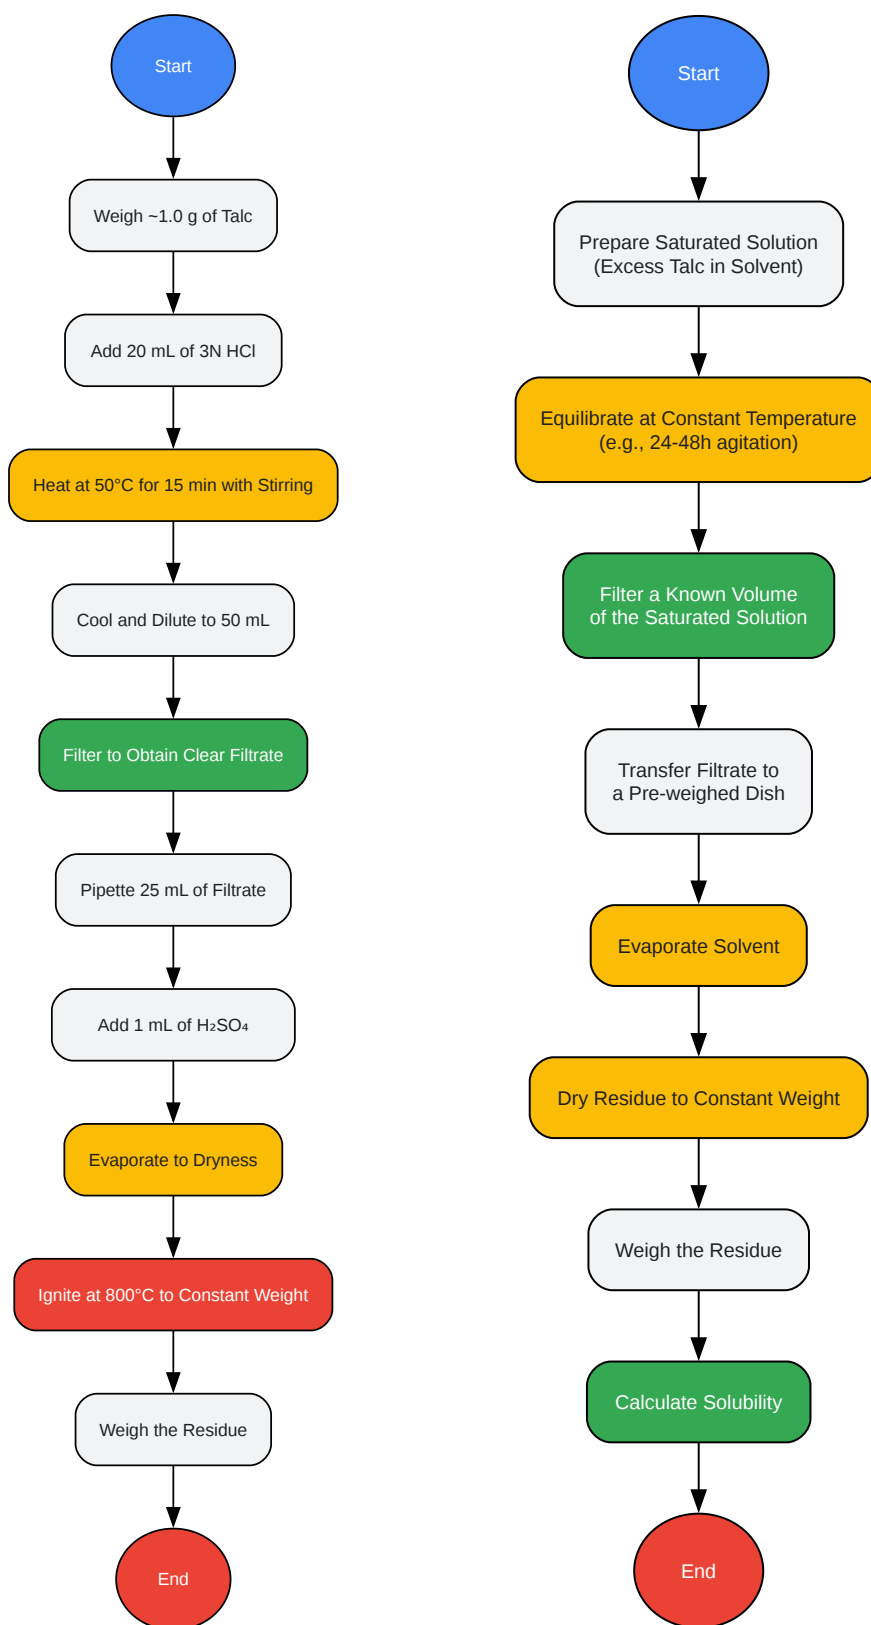 Start
Weigh ~1.0 g of Talc
Add 20 mL of 3N HCl
Heat at 50°C for 15 min with Stirring
Cool and Dilute to 50 mL
Filter to Obtain Clear Filtrate
Pipette 25 mL of Filtrate
Add 1 mL of H₂SO₄
Evaporate to Dryness
Ignite at 800°C to Constant Weight
Weigh the Residue
End
Start
Prepare Saturated Solution
(Excess Talc in Solvent)
Equilibrate at Constant Temperature
(e.g., 24-48h agitation)
Filter a Known Volume
of the Saturated Solution
Transfer Filtrate to
a Pre-weighed Dish
Evaporate Solvent
Dry Residue to Constant Weight
Weigh the Residue
Calculate Solubility
End